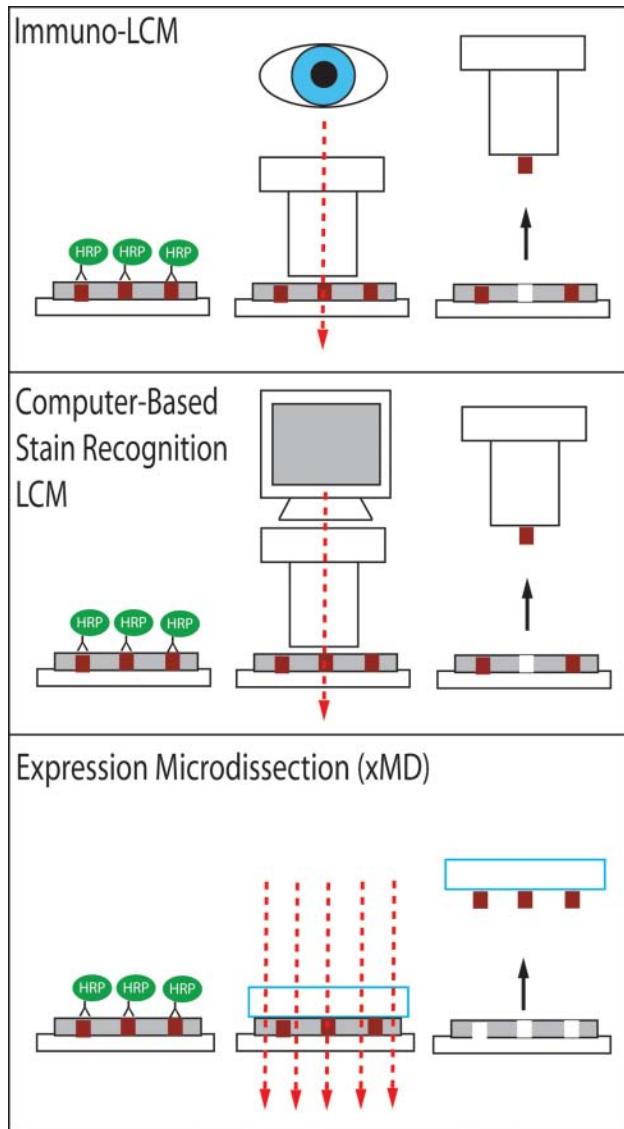 Immuno-LCM
HRP HRP HRP
Computer-Based
Stain Recognition
LCM
HRP HRP HRP
Expression Microdissection (xMD)
HRP HRP HRP